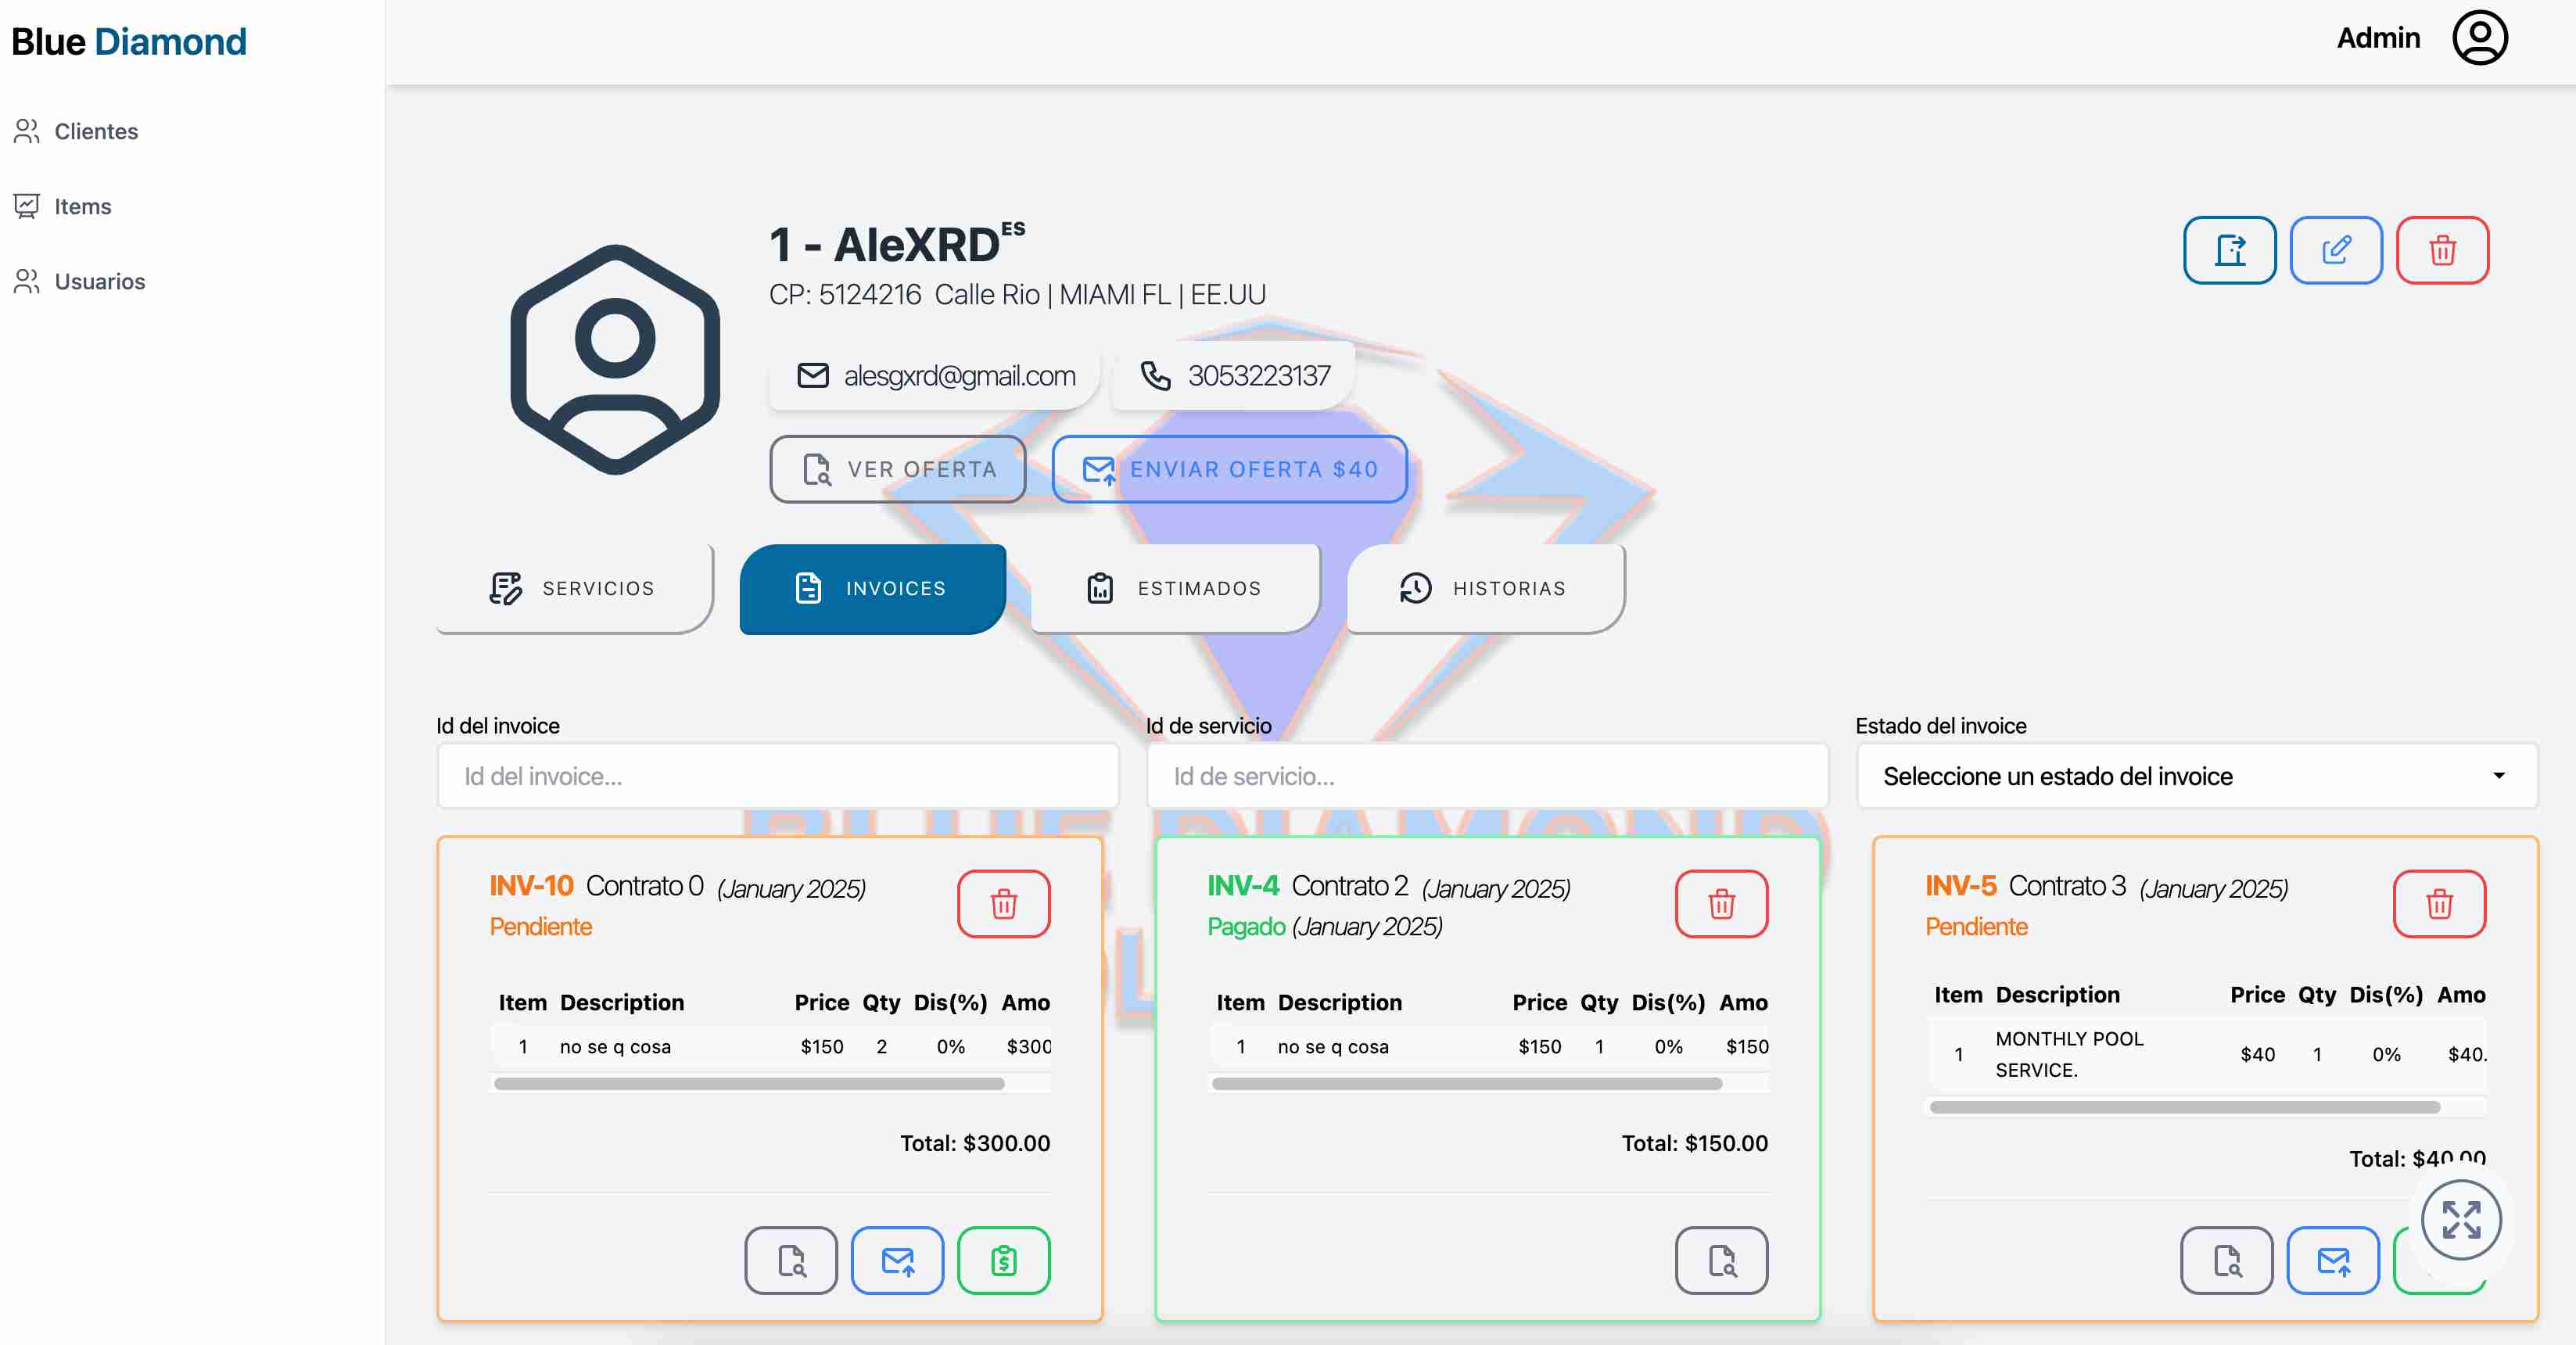 Blue Diamond
Admin
Clientes
Items
Usuarios
1 - AleXRD ES
CP: 5124216 Calle Rio | MIAMI FL | EE.UU
alesgxrd@gmail.com
3053223137
VER OFERTA
ENVIAR OFERTA $40
SERVICIOS
INVOICES
ESTIMADOS
HISTORIAS
Id del invoice
Id de servicio
Estado del invoice
Id del invoice...
Id de servicio...
Seleccione un estado del invoice
BLUE DIAMOND
INV-10 Contrato 0 (January 2025)
Pendiente
Item Description Price Qty Dis(%) Amo
1 no se q cosa $150 2 0% $300
Total: $300.00
INV-4 Contrato 2 (January 2025)
Pagado (January 2025)
Item Description Price Qty Dis(%) Amo
1 no se q cosa $150 1 0% $150
Total: $150.00
INV-5 Contrato 3 (January 2025)
Pendiente
Item Description Price Qty Dis(%) Amo
1 MONTHLY POOL SERVICE. $40 1 0% $40.
Total: $40.00